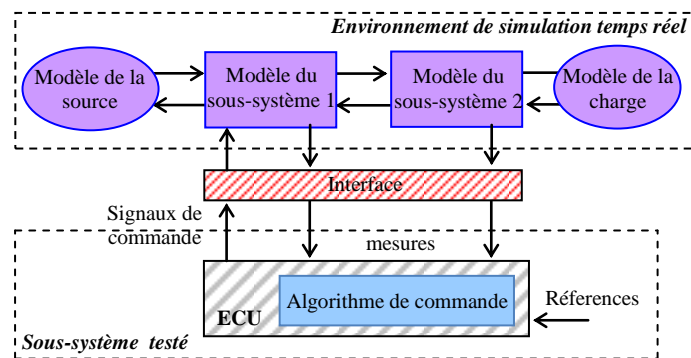 Environnement de simulation temps réel
Modèle de la
source
Modèle du
sous-système 1
Modèle du
sous-système 2
Modèle de la
charge
Interface
Signaux de
commande
mesures
ECU
Algorithme de commande
Réferences
Sous-système testé